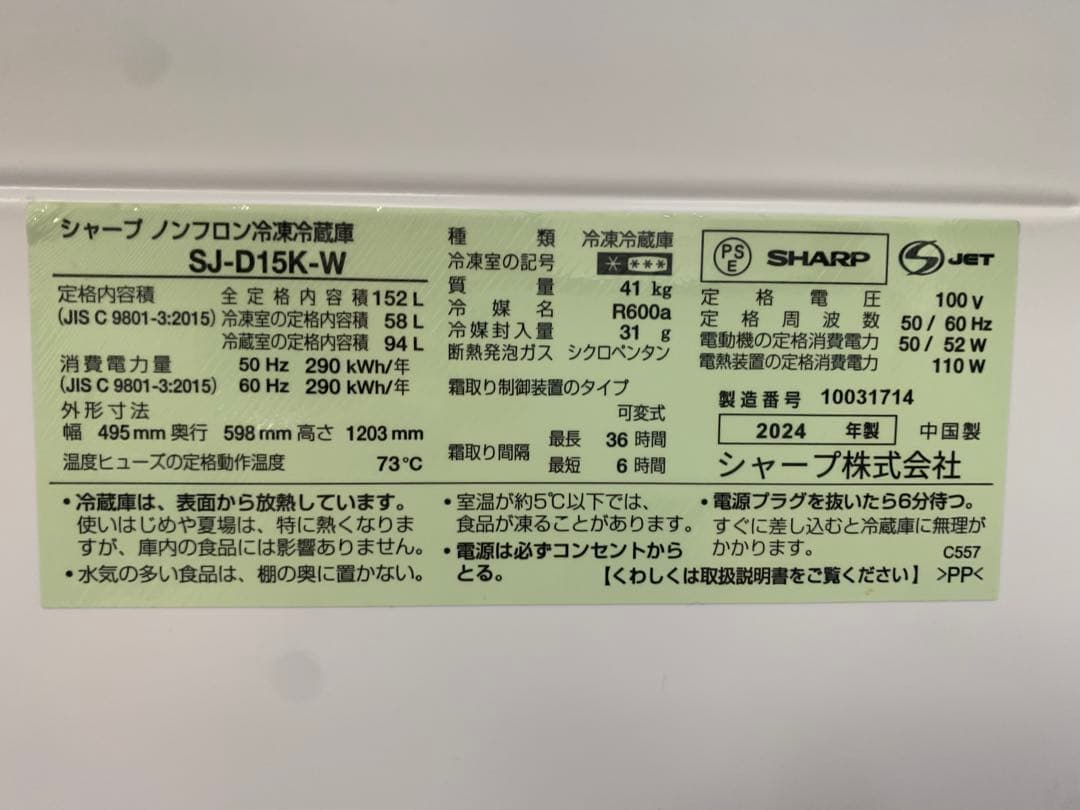 シャープ ノンフロン冷凍冷蔵庫
SJ-D15K-W
定格内容積 全定格内容積 152 L
(JIS C 9801-3:2015) 冷凍室の定格内容積 58 L
冷蔵室の定格内容積 94 L
消費電力量 50 Hz 290 kWh/年
(JIS C 9801-3:2015) 60 Hz 290 kWh/年
外形寸法
幅 495 mm 奥行 598 mm 高さ 1203 mm
温度ヒューズの定格動作温度 73℃
種類 冷凍冷蔵庫
冷凍室の記号 * ***
質量 41 kg
冷媒名 R600a
冷媒封入量 31 g
断熱発泡ガス シクロペンタン
霜取り制御装置のタイプ
可変式
霜取り間隔 最長 36 時間
最短 6 時間
PS
E
SHARP
S JET
定格電圧 100 V
定格周波数 50 / 60 Hz
電動機の定格消費電力 50 / 52 W
電熱装置の定格消費電力 110 W
製造番号 10031714
2024 年製 中国製
シャープ株式会社
・冷蔵庫は、表面から放熱しています。
使いはじめや夏場は、特に熱くなりま
すが、庫内の食品には影響ありません。
・水気の多い食品は、棚の奥に置かない。
・室温が約5℃以下では、
食品が凍ることがあります。
・電源は必ずコンセントから
とる。
・電源プラグを抜いたら6分待つ。
すぐに差し込むと冷蔵庫に無理が
かかります。 C557
【くわしくは取扱説明書をご覧ください】 >PP<